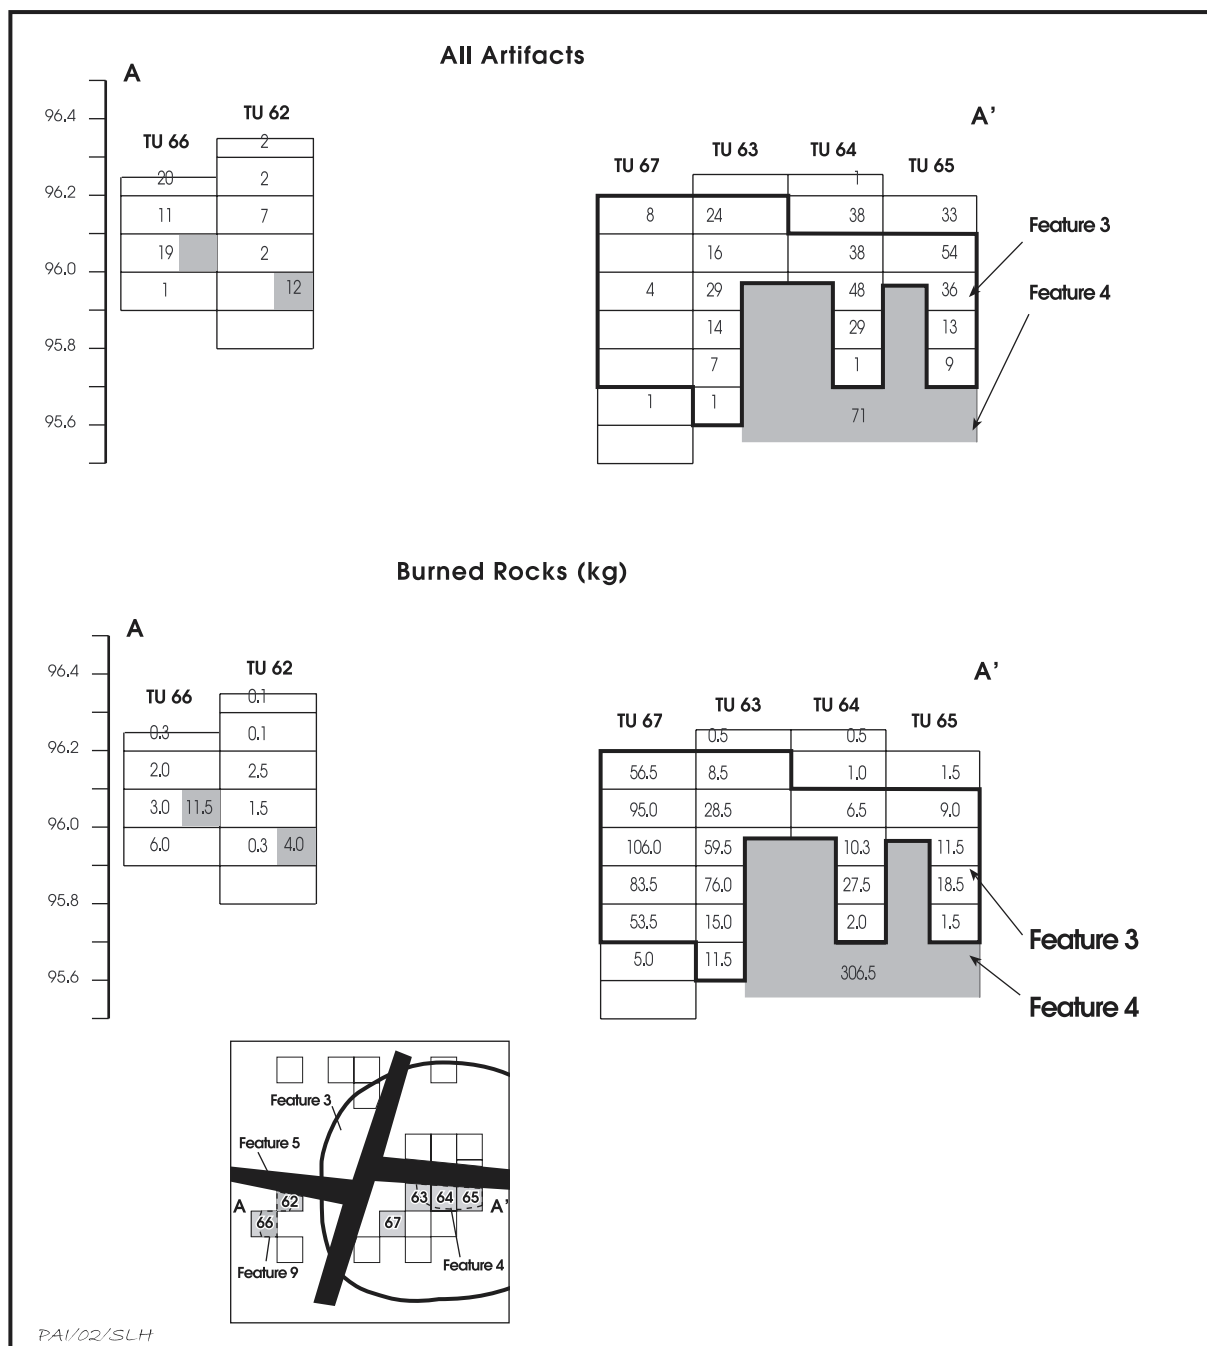 All Artifacts
A
96.4
TU 62
A'
TU 66
2
TU 67
TU 63
TU 64
TU 65
96.2
20
2
1
11
7
8
24
38
33
Feature 3
96.0
19
2
16
38
54
1
12
4
29
48
36
Feature 4
95.8
14
29
13
7
1
9
95.6
1
1
71
Burned Rocks (kg)
A
96.4
TU 62
A'
TU 66
0.1
TU 67
TU 63
TU 64
TU 65
96.2
0.3
0.1
0.5
0.5
2.0
2.5
56.5
8.5
1.0
1.5
96.0
3.0
11.5
1.5
95.0
28.5
6.5
9.0
6.0
0.3
4.0
106.0
59.5
10.3
11.5
95.8
83.5
76.0
27.5
18.5
53.5
15.0
2.0
1.5
Feature 3
95.6
5.0
11.5
306.5
Feature 4
Feature 3
Feature 5
A
62
63
64
65
A'
66
67
Feature 9
Feature 4
PAI/02/SLH